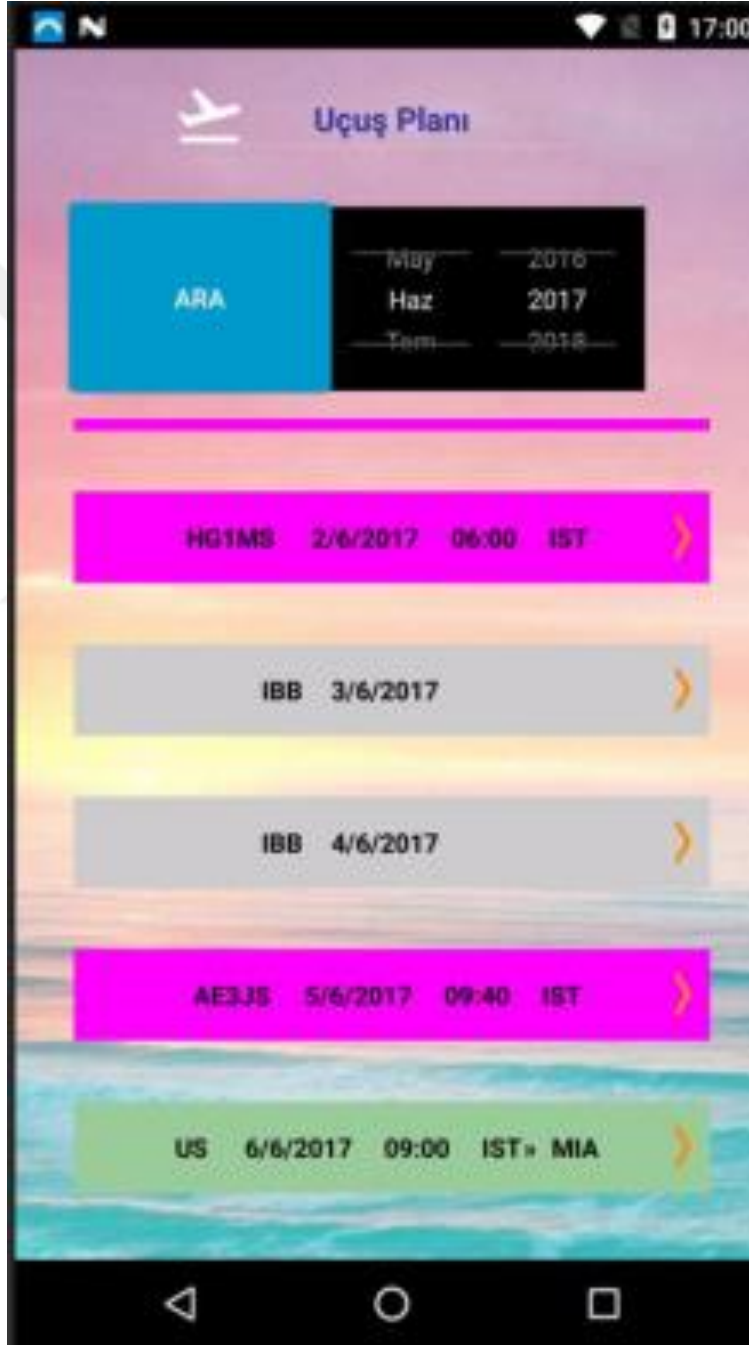 17:00
Uçuş Planı
ARA
May 2016
Haz 2017
Tem 2018
HG1MS 2/6/2017 06:00 IST
IBB 3/6/2017
IBB 4/6/2017
AE3JS 5/6/2017 09:40 IST
US 6/6/2017 09:00 IST» MIA